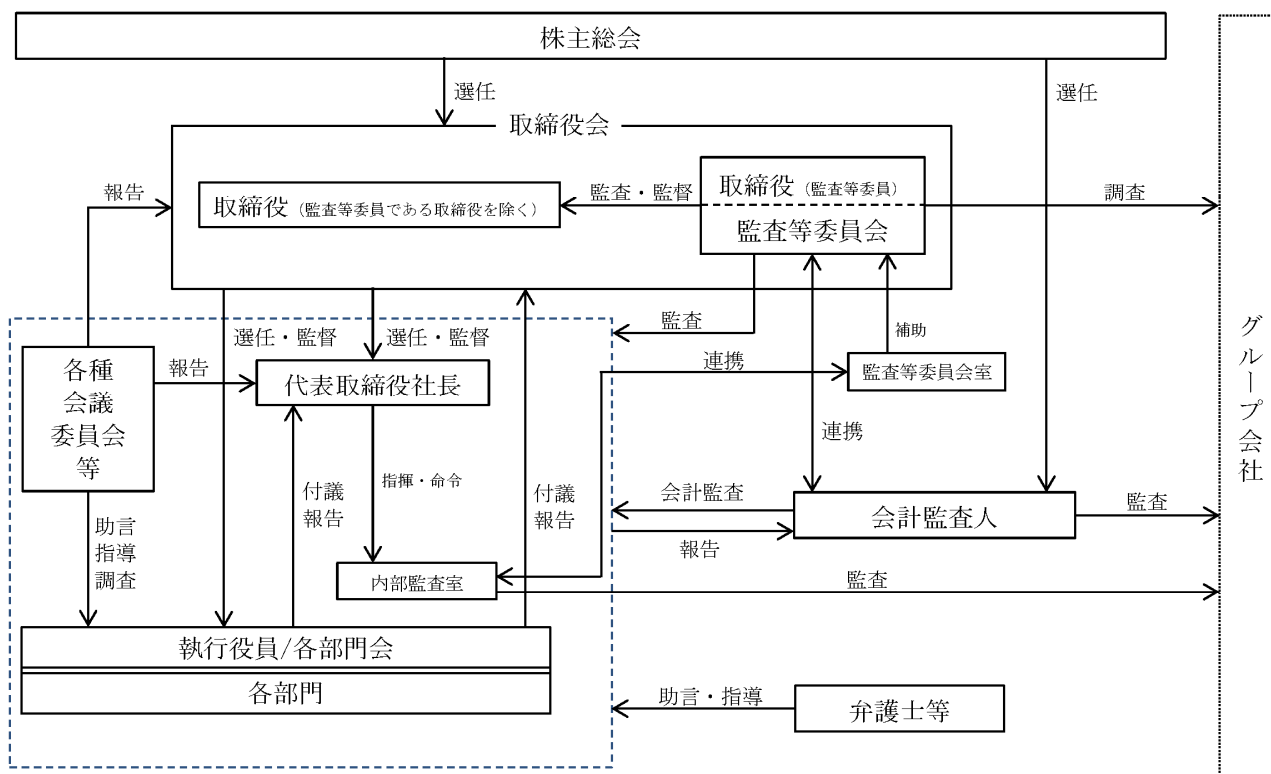 株主総会
選任
選任
取締役会
報告
取締役（監査等委員である取締役を除く）
監査・監督
取締役（監査等委員）
監査等委員会
調査
グループ会社
選任・監督
選任・監督
監査
補助
各種
会議
委員会
等
報告
代表取締役社長
連携
監査等委員会室
連携
指揮・命令
付議
報告
付議
報告
会計監査
会計監査人
監査
報告
助言
指導
調査
内部監査室
監査
執行役員/各部門会
各部門
助言・指導
弁護士等